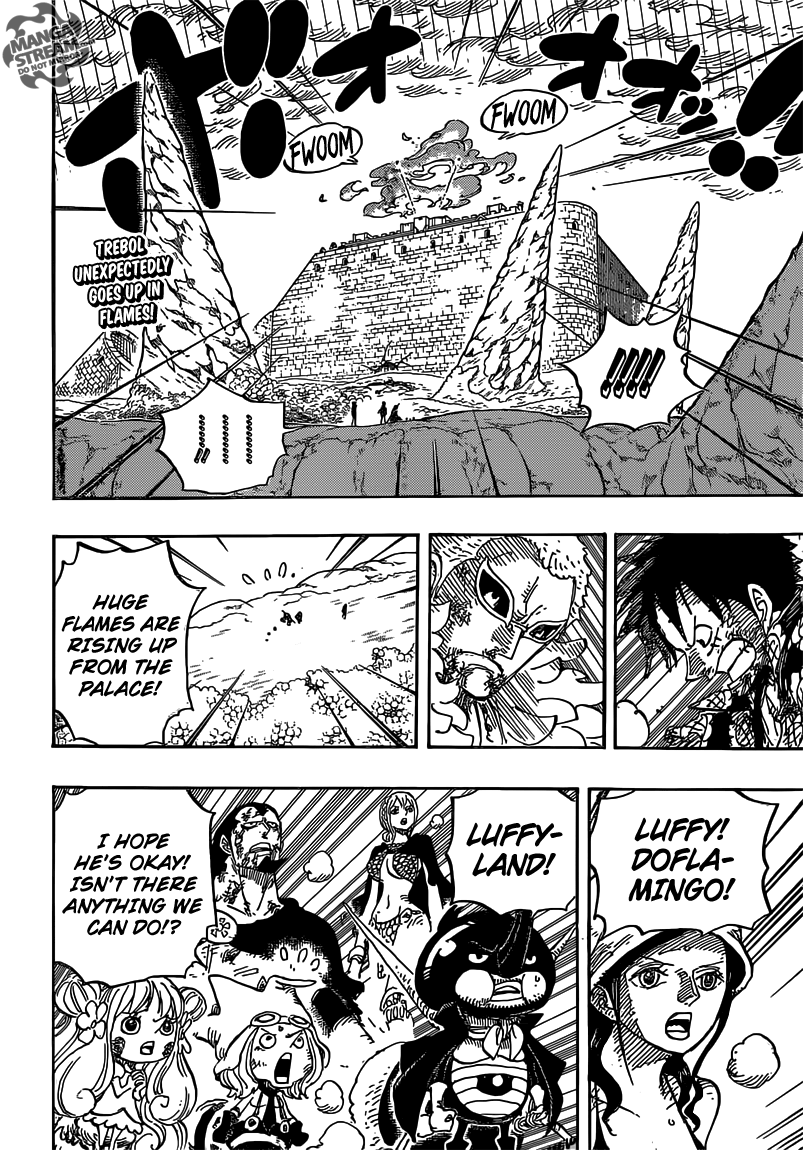 MANGA
STREAM
DO NOT MIRROR
ドオオオ
FWOOM
FWOOM
TREBOL
UNEXPECTEDLY
GOES UP IN
FLAMES!
!!!!!
HUGE
FLAMES ARE
RISING UP
FROM THE
PALACE!
LUFFY!
DOFLA-
MINGO!
LUFFY-
LAND!
I HOPE
HE'S OKAY!
ISN'T THERE
ANYTHING WE
CAN DO!?